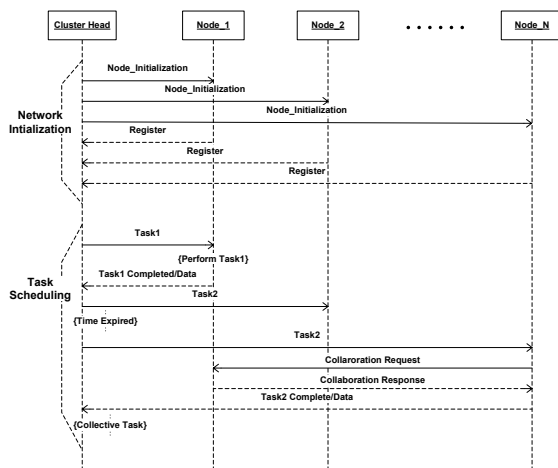 Cluster Head
Node_1
Node_2
. . . . . .
Node_N
Node_Initialization
Node_Initialization
Node_Initialization
Network
Intialization
Register
Register
Register
Task1
{Perform Task1}
Task1 Completed/Data
Task
Scheduling
Task2
{Time Expired}
Task2
Collaroration Request
Collaboration Response
Task2 Complete/Data
{Collective Task}